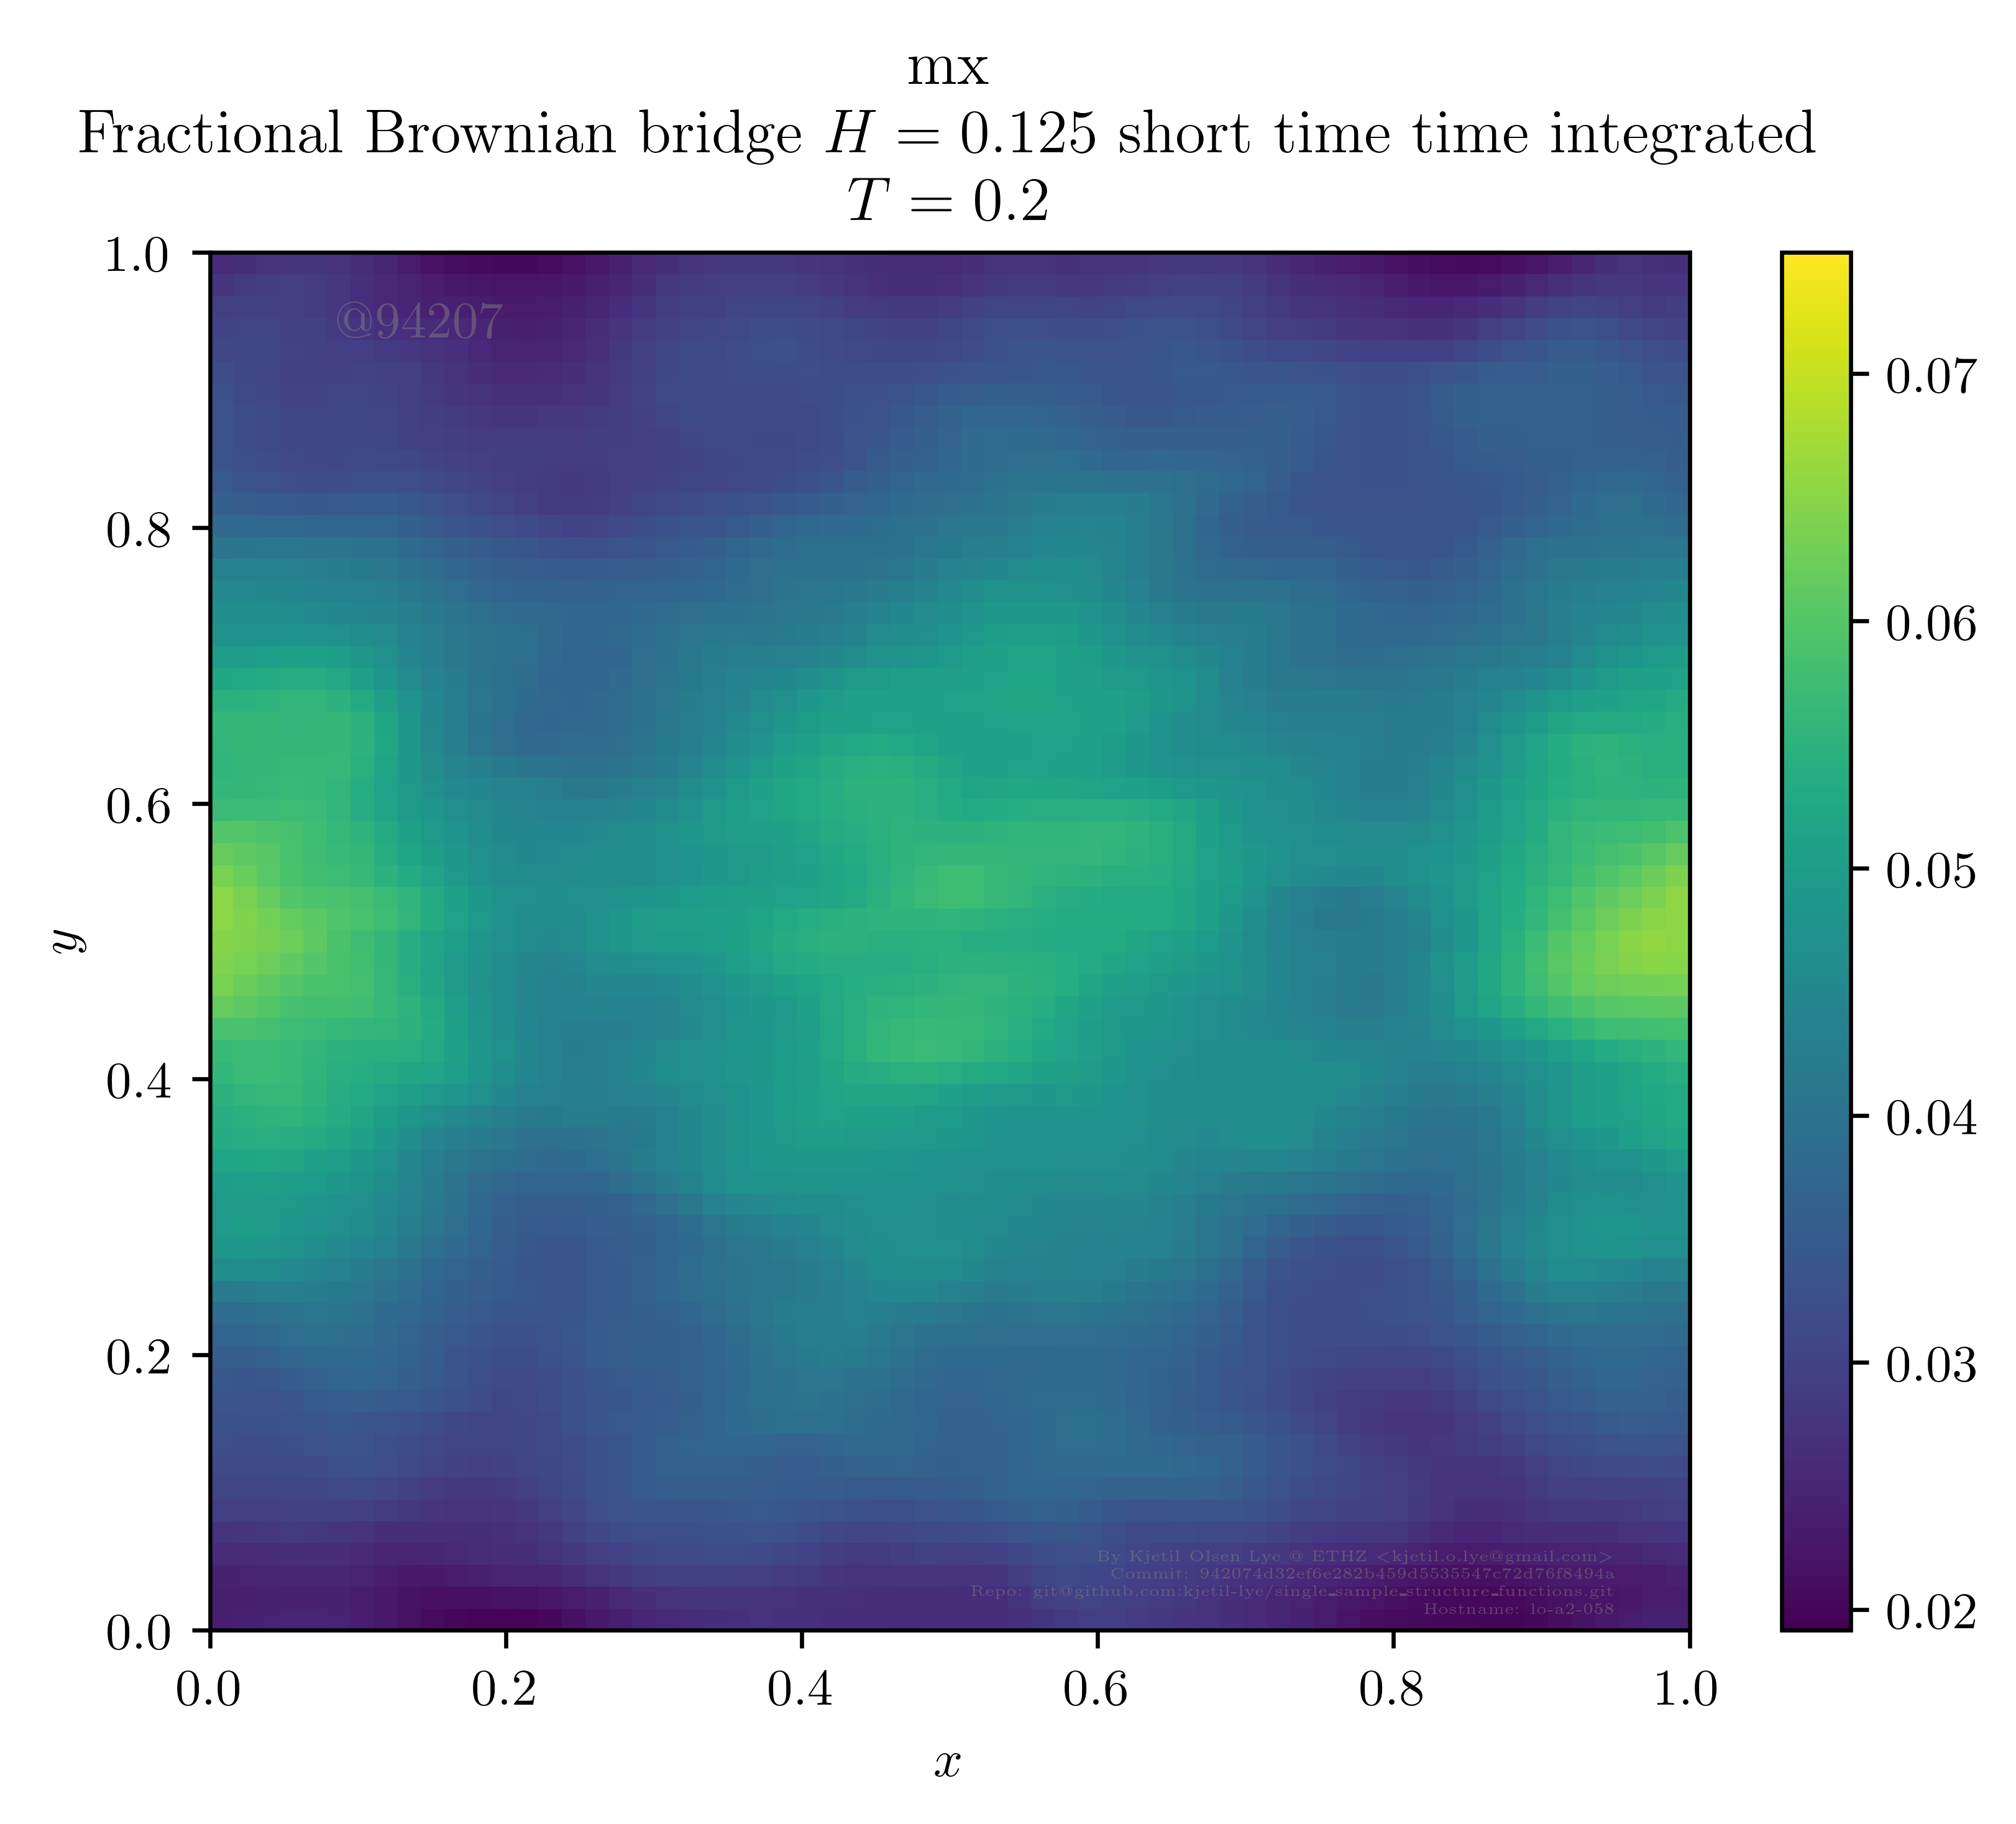 mx
Fractional Brownian bridge H = 0.125 short time time integrated
T = 0.2
1.0
@94207
0.07
0.8
0.06
0.6
0.05
y
0.4
0.04
0.2
0.03
By Kjetil Olsen Lye @ ETHZ <kjetil.o.lye@gmail.com>
Commit: 942074d32ef6e282b459d5535547c72d76f8494a
Repo: git@github.com:kjetil-lye/single_sample_structure_functions.git
Hostname: lo-a2-058
0.02
0.0
0.0 0.2 0.4 0.6 0.8 1.0
x